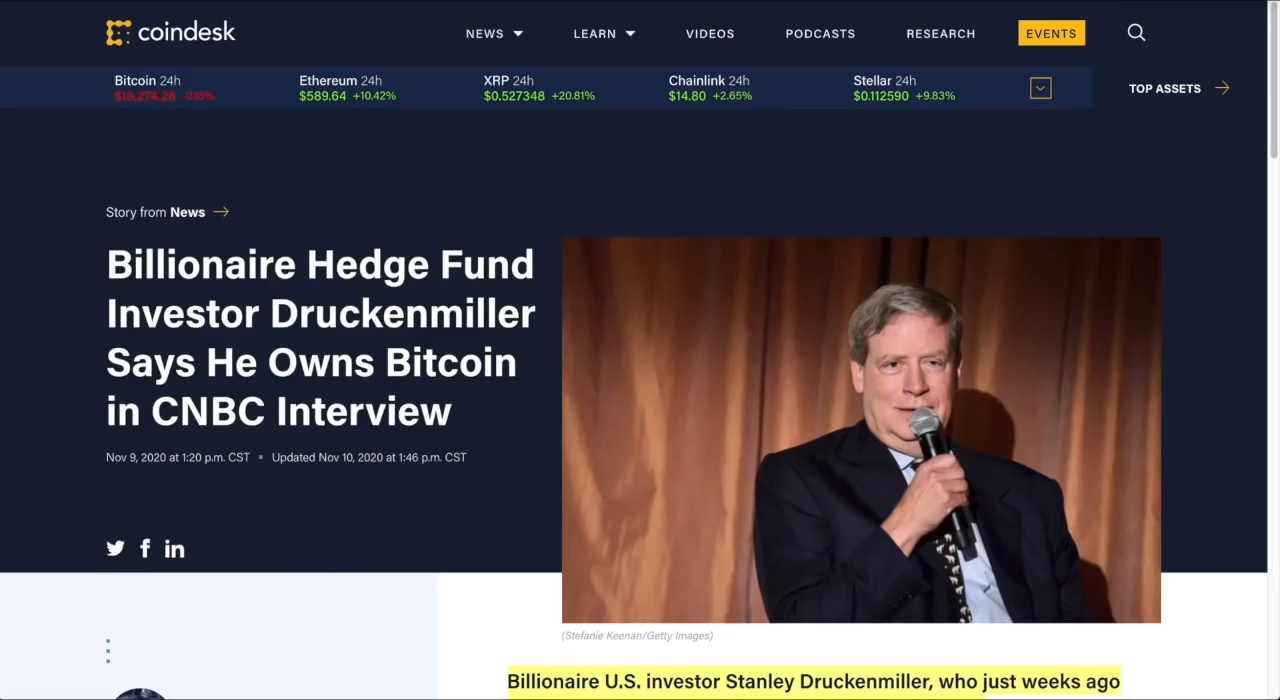 coindesk
NEWS
LEARN
VIDEOS
PODCASTS
RESEARCH
EVENTS
Bitcoin 24h
Ethereum 24h
XRP 24h
Chainlink 24h
Stellar 24h
$18,274.28 -0.15%
$589.64 +10.42%
$0.527348 +20.81%
$14.80 +2.65%
$0.112590 +9.83%
TOP ASSETS
Story from News
Billionaire Hedge Fund
Investor Druckenmiller
Says He Owns Bitcoin
in CNBC Interview
Nov 9, 2020 at 1:20 p.m. CST ▪ Updated Nov 10, 2020 at 1:46 p.m. CST
(Stefanie Keenan/Getty Images)
Billionaire U.S. investor Stanley Druckenmiller, who just weeks ago